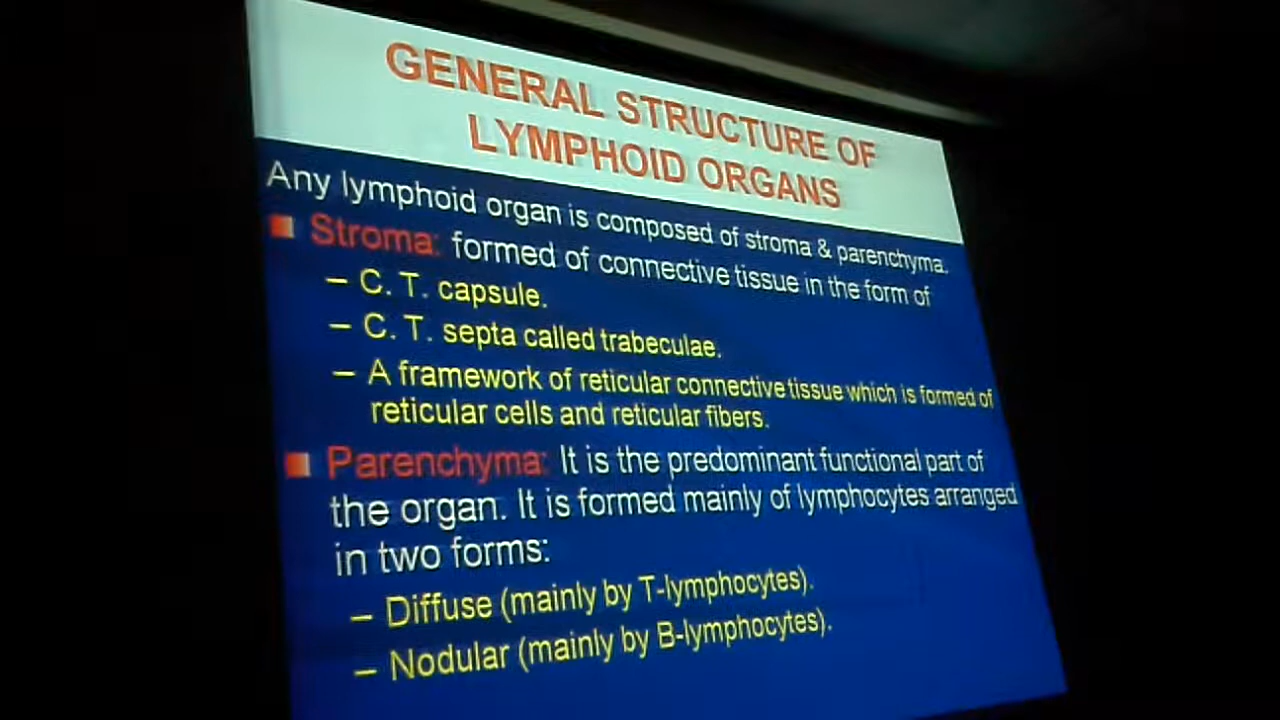 GENERAL STRUCTURE OF
LYMPHOID ORGANS
Any lymphoid organ is composed of stroma & parenchyma.
Stroma: formed of connective tissue in the form of
– C. T. capsule.
– C. T. septa called trabeculae.
– A framework of reticular connective tissue which is formed of
reticular cells and reticular fibers.
Parenchyma: It is the predominant functional part of
the organ. It is formed mainly of lymphocytes arranged
in two forms:
– Diffuse (mainly by T-lymphocytes).
– Nodular (mainly by B-lymphocytes).